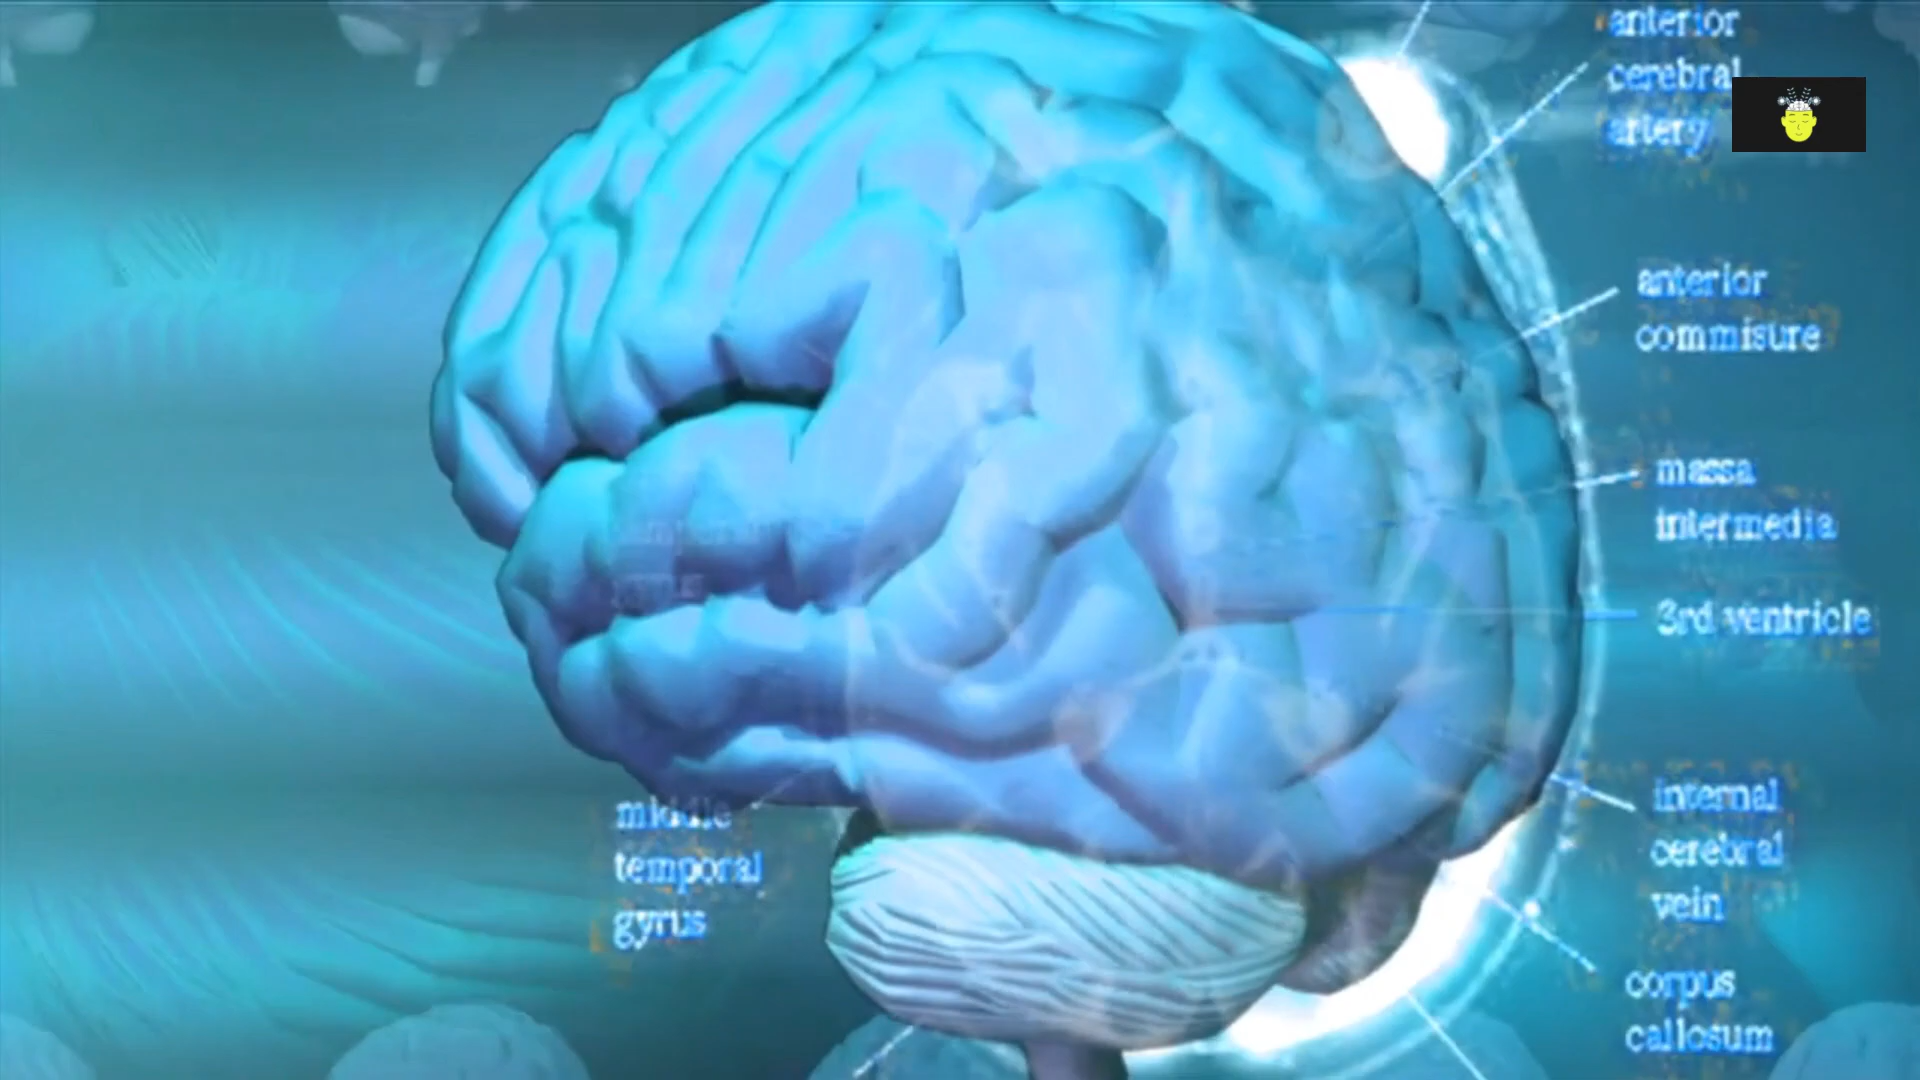 anterior
cerebral
artery
anterior
commisure
massa
intermedia
3rd ventricle
middle
temporal
gyrus
internal
cerebral
vein
corpus
callosum